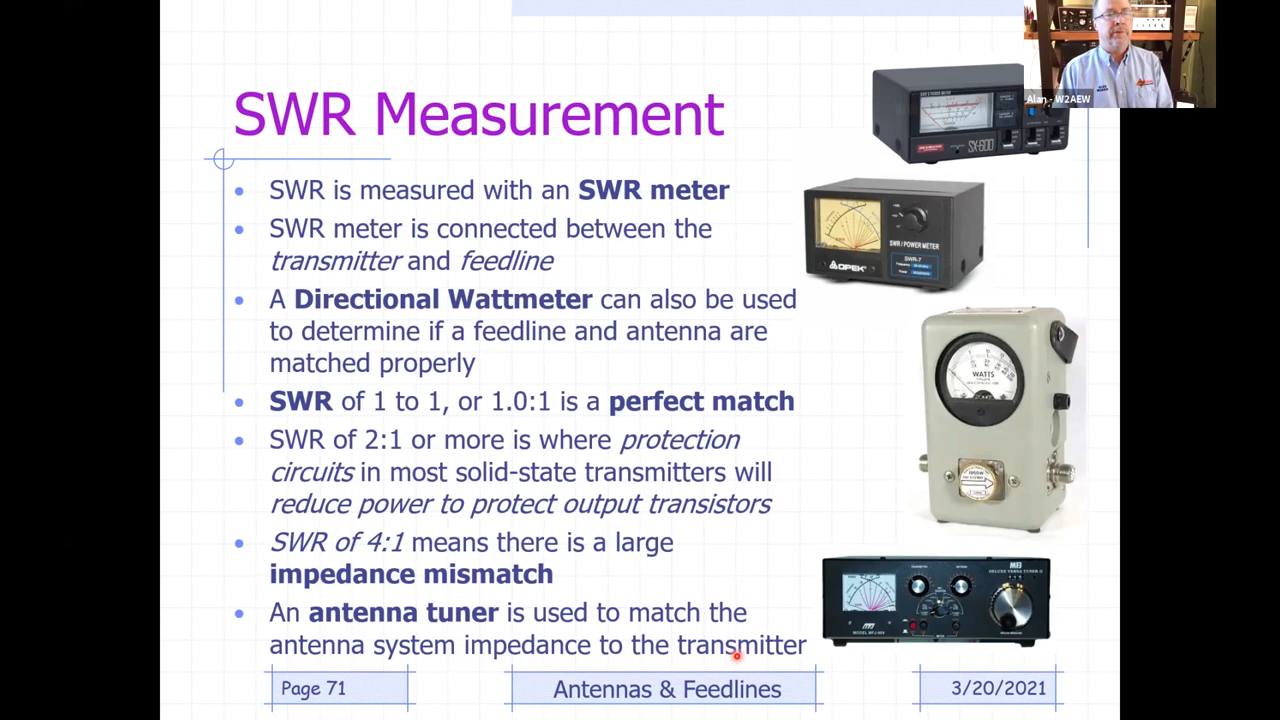 Alan - W2AEW
SWR Measurement
SX-600
SWR is measured with an SWR meter
SWR meter is connected between the
transmitter and feedline
SWR / POWER METER
SWR-7
OPEK
A Directional Wattmeter can also be used
to determine if a feedline and antenna are
matched properly
WATTS
SWR of 1 to 1, or 1.0:1 is a perfect match
SWR of 2:1 or more is where protection
circuits in most solid-state transmitters will
reduce power to protect output transistors
SWR of 4:1 means there is a large
impedance mismatch
An antenna tuner is used to match the
antenna system impedance to the transmitter
Page 71
Antennas & Feedlines
3/20/2021